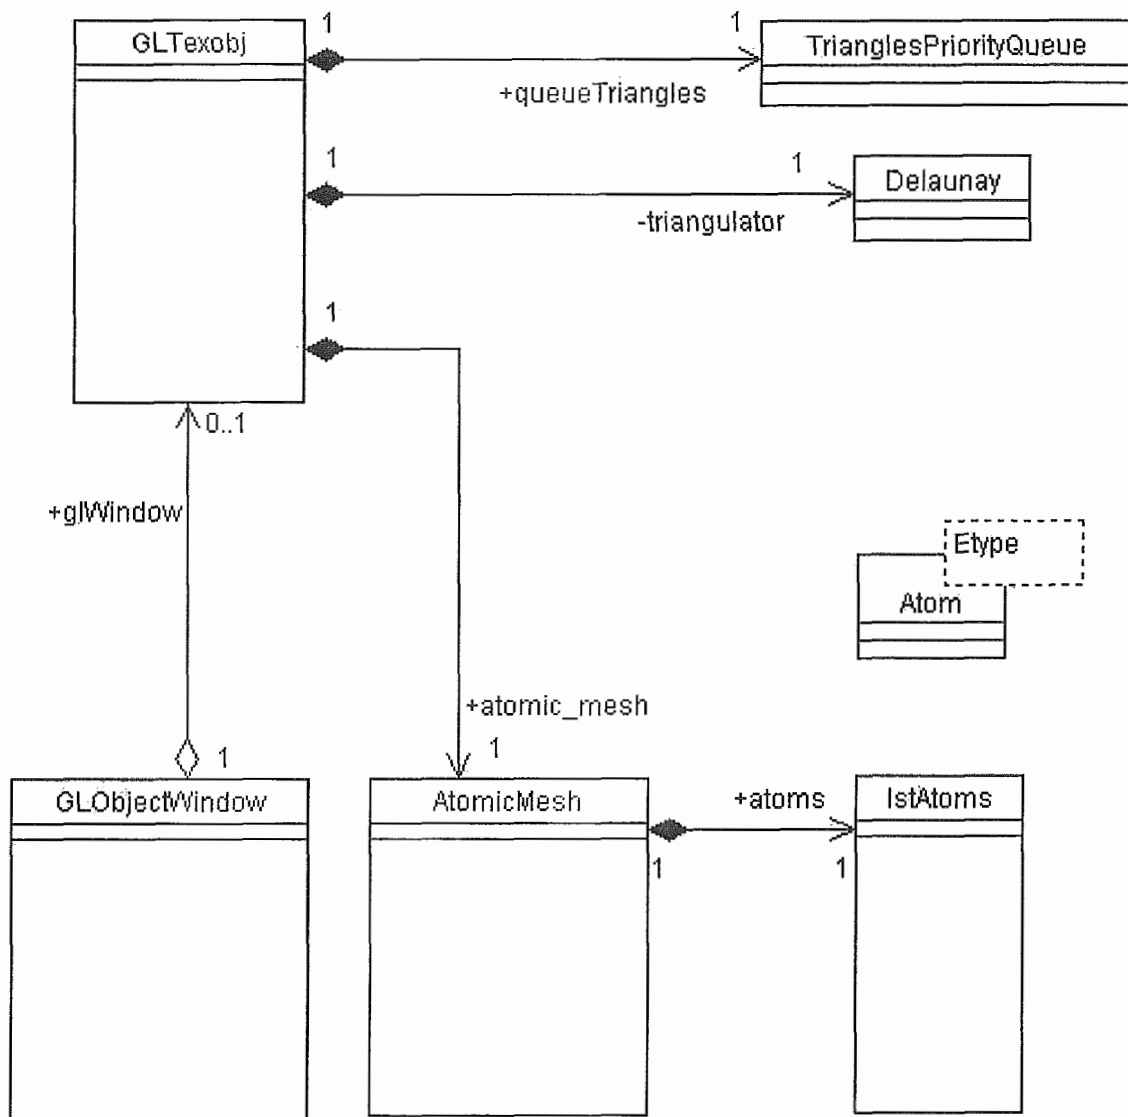 1
1
GLTexobj
TrianglesPriorityQueue
+queueTriangles
1
1
Delaunay
-triangulator
1
0..1
+glWindow
Etype
Atom
+atomic_mesh
1
1
GLObjectWindow
AtomicMesh
+atoms
lstAtoms
1
1